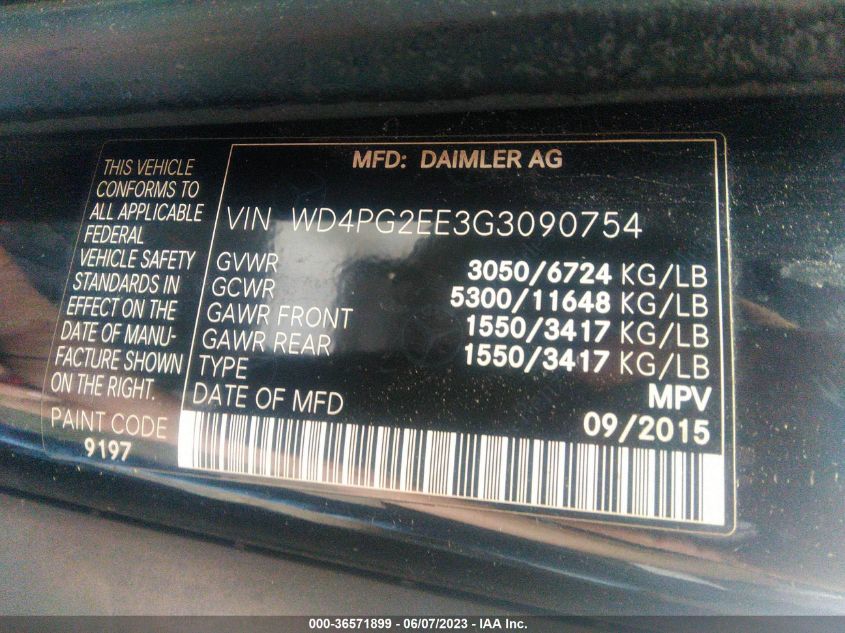 MFD: DAIMLER AG
THIS VEHICLE
CONFORMS TO
ALL APPLICABLE
FEDERAL
VEHICLE SAFETY
STANDARDS IN
EFFECT ON THE
DATE OF MANU-
FACTURE SHOWN
ON THE RIGHT.
PAINT CODE
9197
VIN WD4PG2EE3G3090754
GVWR 3050/6724 KG/LB
GCWR 5300/11648 KG/LB
GAWR FRONT 1550/3417 KG/LB
GAWR REAR 1550/3417 KG/LB
TYPE MPV
DATE OF MFD 09/2015
000-36571899 - 06/07/2023 - IAA Inc.